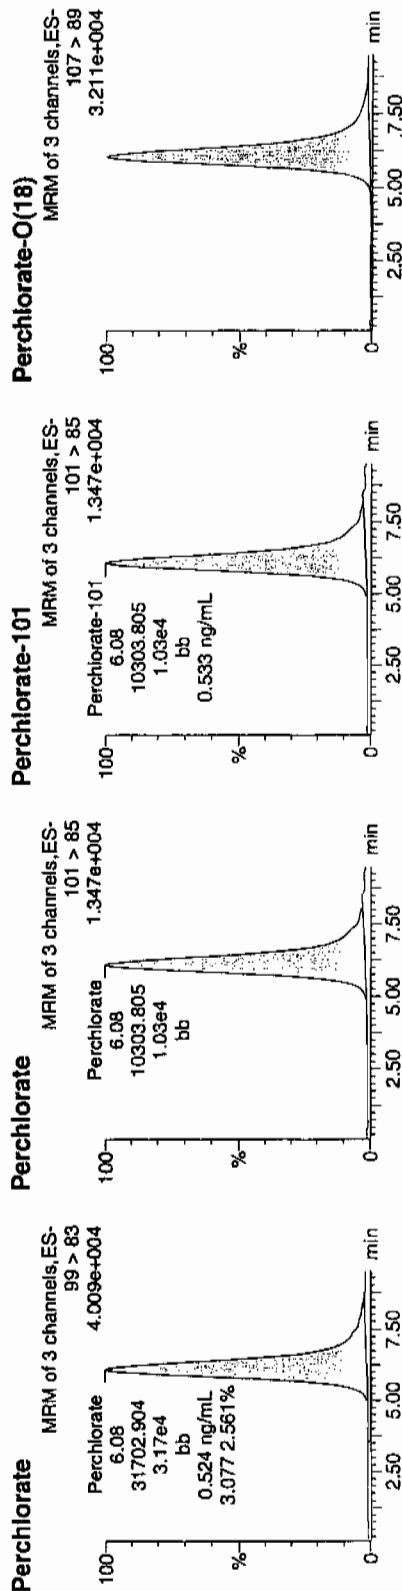 Perchlorate
MRM of 3 channels,ES-
99 > 83
4.009e+004
100
Perchlorate
6.08
31702.904
3.17e4
bb
0.524 ng/mL
3.077 2.561%
%
0
2.50
5.00
7.50
min
Perchlorate
MRM of 3 channels,ES-
101 > 85
1.347e+004
100
Perchlorate
6.08
10303.805
1.03e4
bb
%
0
2.50
5.00
7.50
min
Perchlorate-101
MRM of 3 channels,ES-
101 > 85
1.347e+004
100
Perchlorate-101
6.08
10303.805
1.03e4
bb
0.533 ng/mL
%
0
2.50
5.00
7.50
min
Perchlorate-O(18)
MRM of 3 channels,ES-
107 > 89
3.211e+004
100
%
0
2.50
5.00
7.50
min